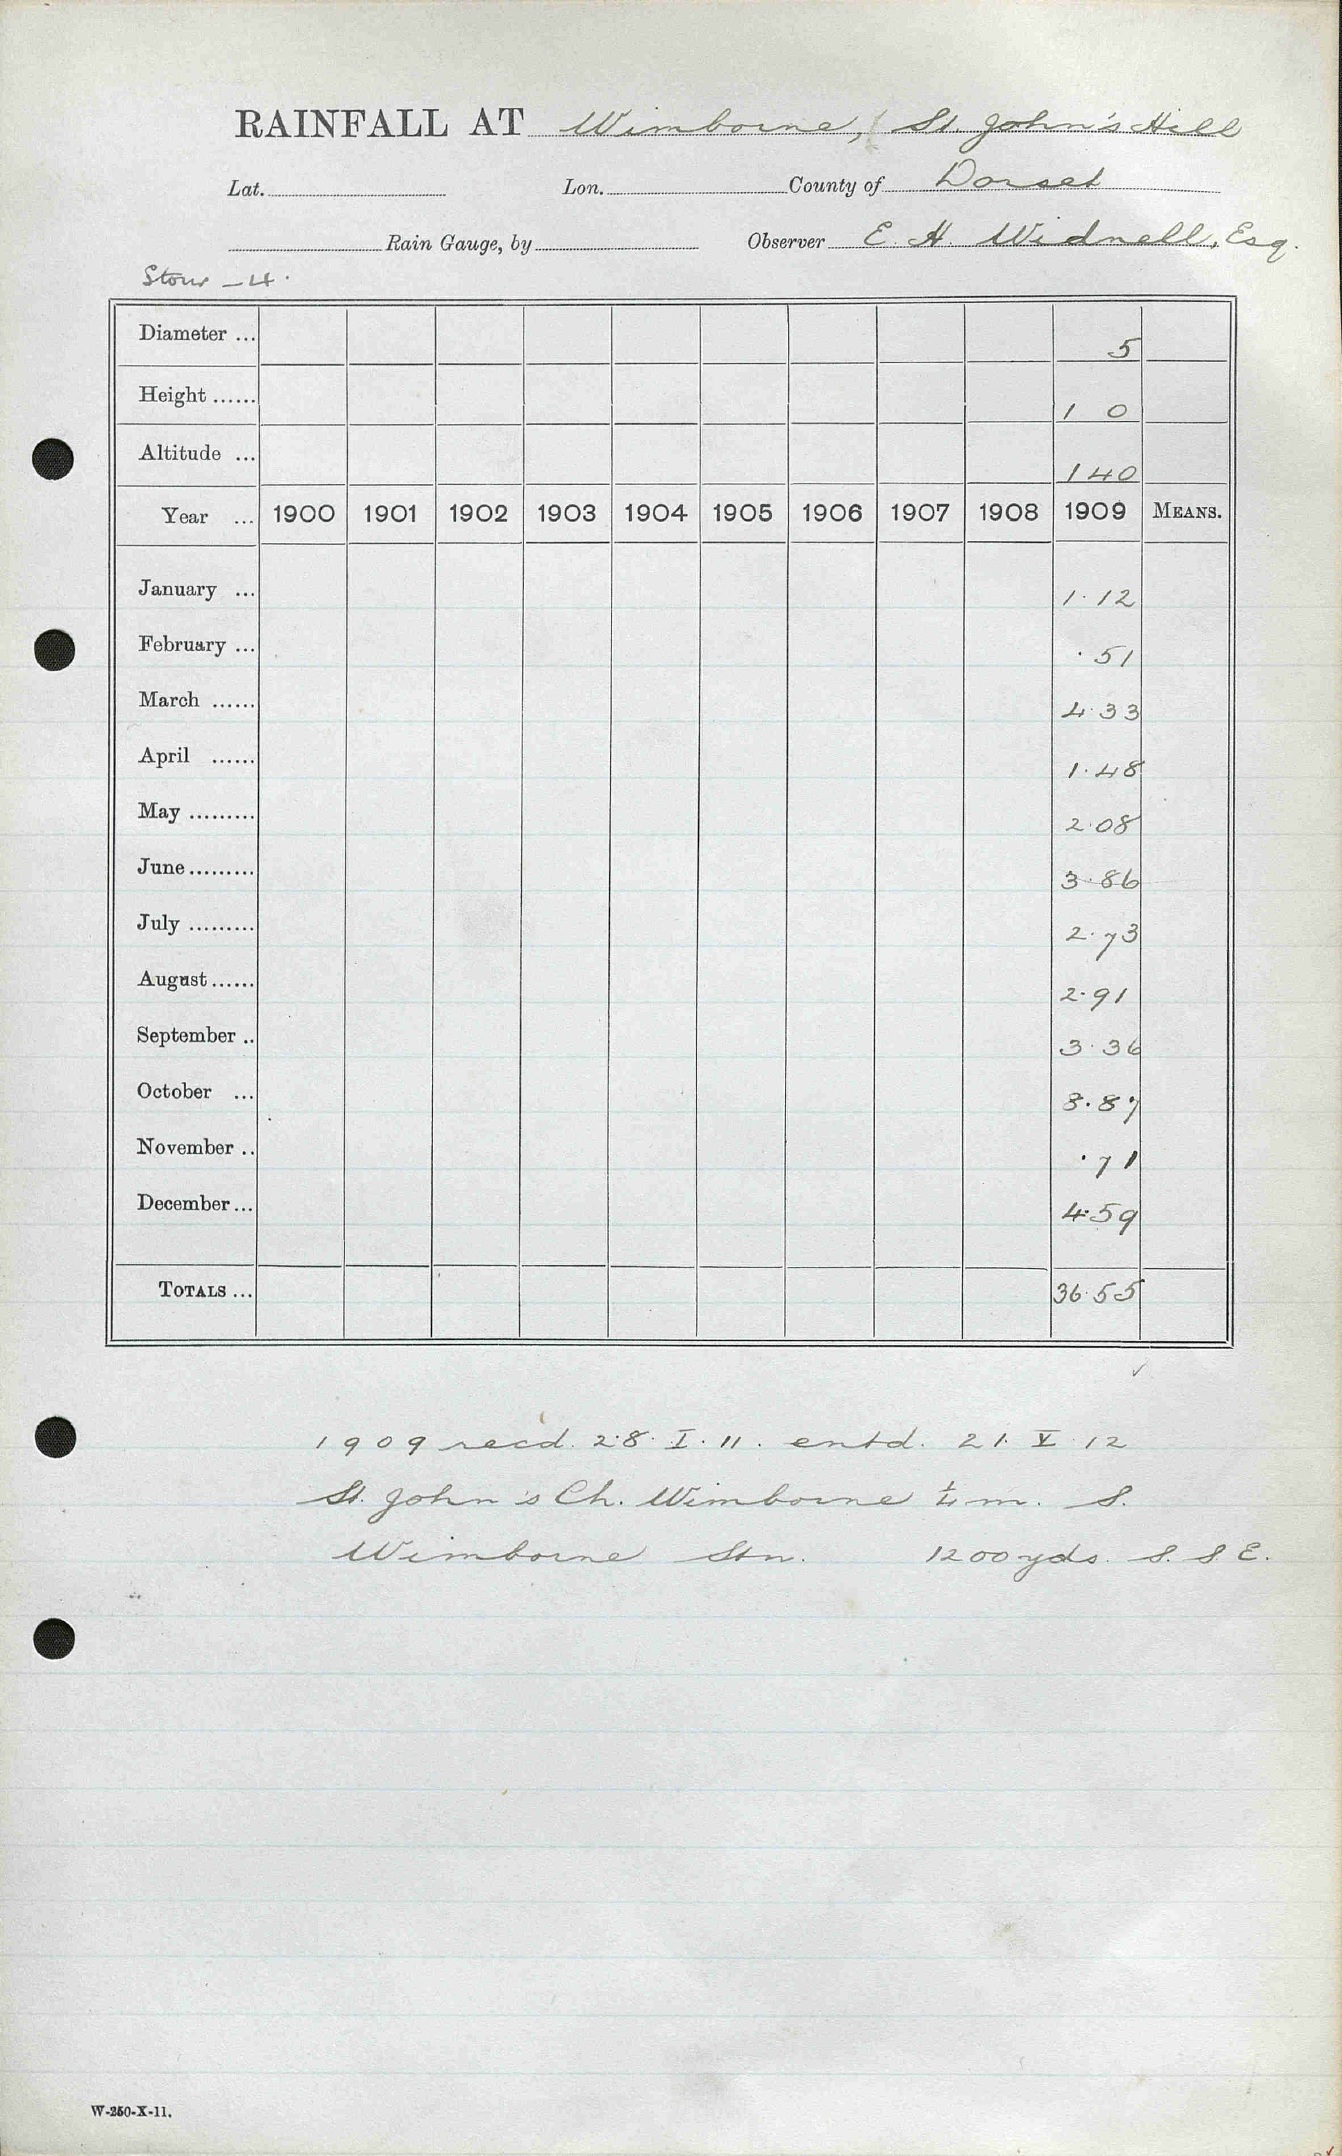 RAINFALL AT Wimborne, St. John's Hill
Lat. Lon. County of Dorset
Rain Gauge, by Observer E. H. Widnell, Esq.
Stour - 4.
Diameter ... 5
Height ...... 1 0
Altitude ... 140
Year ... 1900 1901 1902 1903 1904 1905 1906 1907 1908 1909 MEANS.
January ... 1.12
February ... .51
March ...... 4.33
April ...... 1.48
May ......... 2.08
June ......... 3.86
July ......... 2.73
August ...... 2.91
September .. 3.36
October ... 8.87
November .. .71
December ... 4.59
TOTALS ... 36.55
1909 recd. 28. I. 11. entd. 21. V. 12
St. John's Ch. Wimborne ¼ m. S.
Wimborne Stn. 1200 yds. S. S. E.
W-250-X-11.